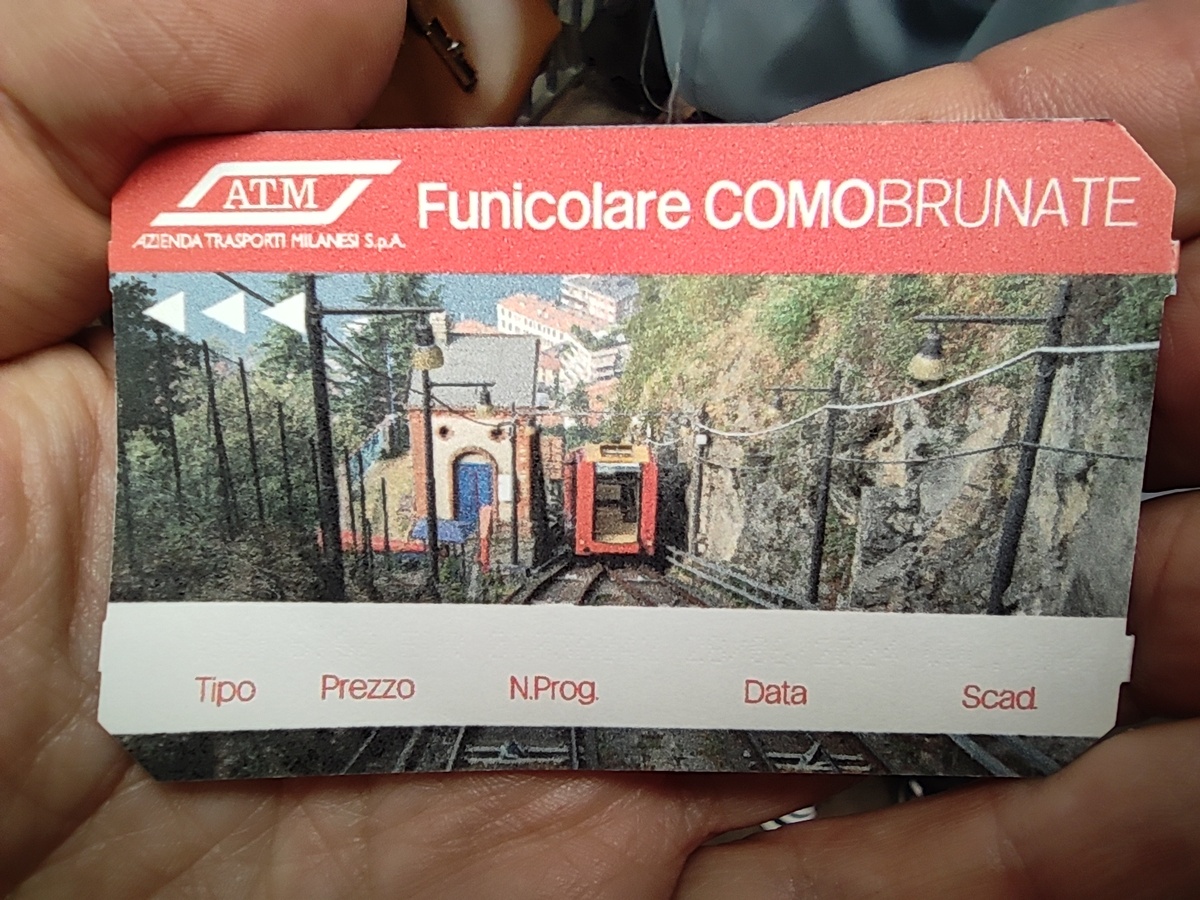 ATM
AZIENDA TRASPORTI MILANESI S.p.A.
Funicolare COMOBRUNATE
Tipo Prezzo N.Prog. Data Scad.